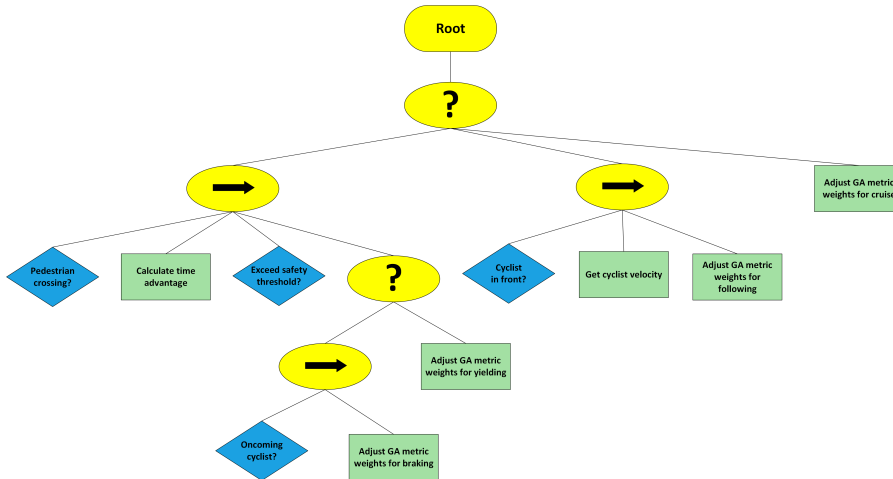 Root
?
Adjust GA metric
weights for cruise
Pedestrian
crossing?
Calculate time
advantage
Exceed safety
threshold?
?
Cyclist
in front?
Get cyclist velocity
Adjust GA metric
weights for
following
Adjust GA metric
weights for yielding
Oncoming
cyclist?
Adjust GA metric
weights for braking